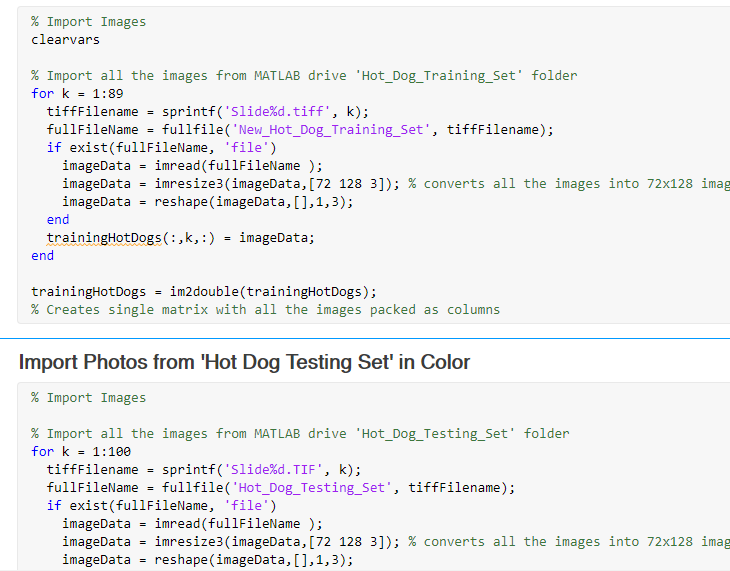 % Import Images
clearvars
% Import all the images from MATLAB drive 'Hot_Dog_Training_Set' folder
for k = 1:89
  tiffFilename = sprintf('Slide%d.tiff', k);
  fullFileName = fullfile('New_Hot_Dog_Training_Set', tiffFilename);
  if exist(fullFileName, 'file')
    imageData = imread(fullFileName );
    imageData = imresize3(imageData,[72 128 3]); % converts all the images into 72x128 imag
    imageData = reshape(imageData,[],1,3);
  end
  trainingHotDogs(:,k,:) = imageData;
end
trainingHotDogs = im2double(trainingHotDogs);
% Creates single matrix with all the images packed as columns
Import Photos from 'Hot Dog Testing Set' in Color
% Import Images
% Import all the images from MATLAB drive 'Hot_Dog_Testing_Set' folder
for k = 1:100
  tiffFilename = sprintf('Slide%d.TIF', k);
  fullFileName = fullfile('Hot_Dog_Testing_Set', tiffFilename);
  if exist(fullFileName, 'file')
    imageData = imread(fullFileName );
    imageData = imresize3(imageData,[72 128 3]); % converts all the images into 72x128 imag
    imageData = reshape(imageData,[],1,3);